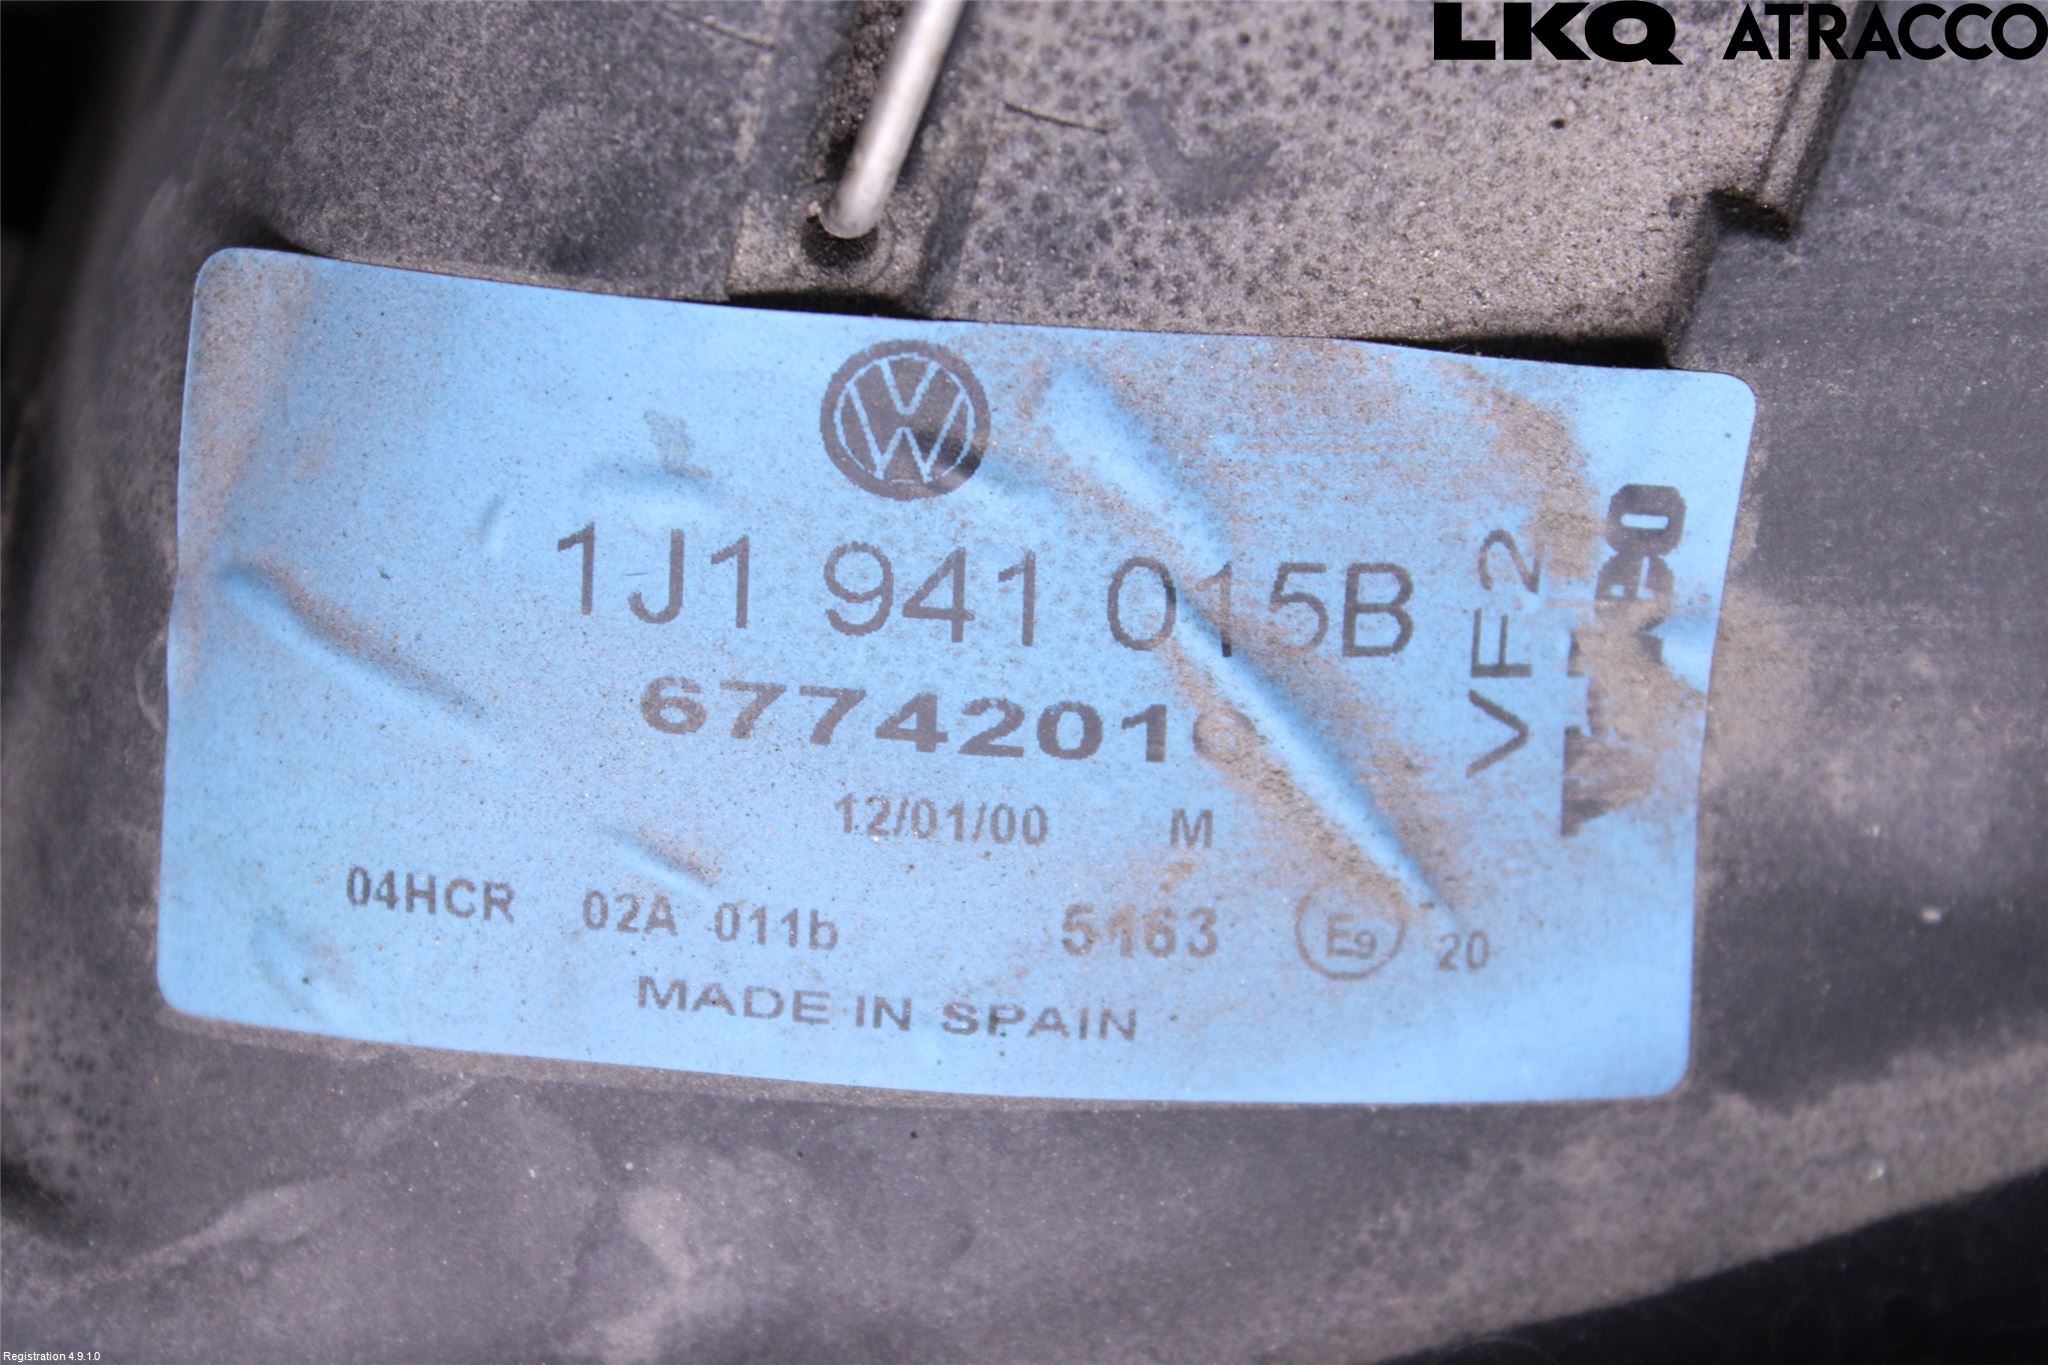 LKQ ATRACCO
1J1 941 015B
VF2
67742010
12/01/00 M
04HCR 02A 011b 5163 E9 20
MADE IN SPAIN
Registration 4.9.1.0